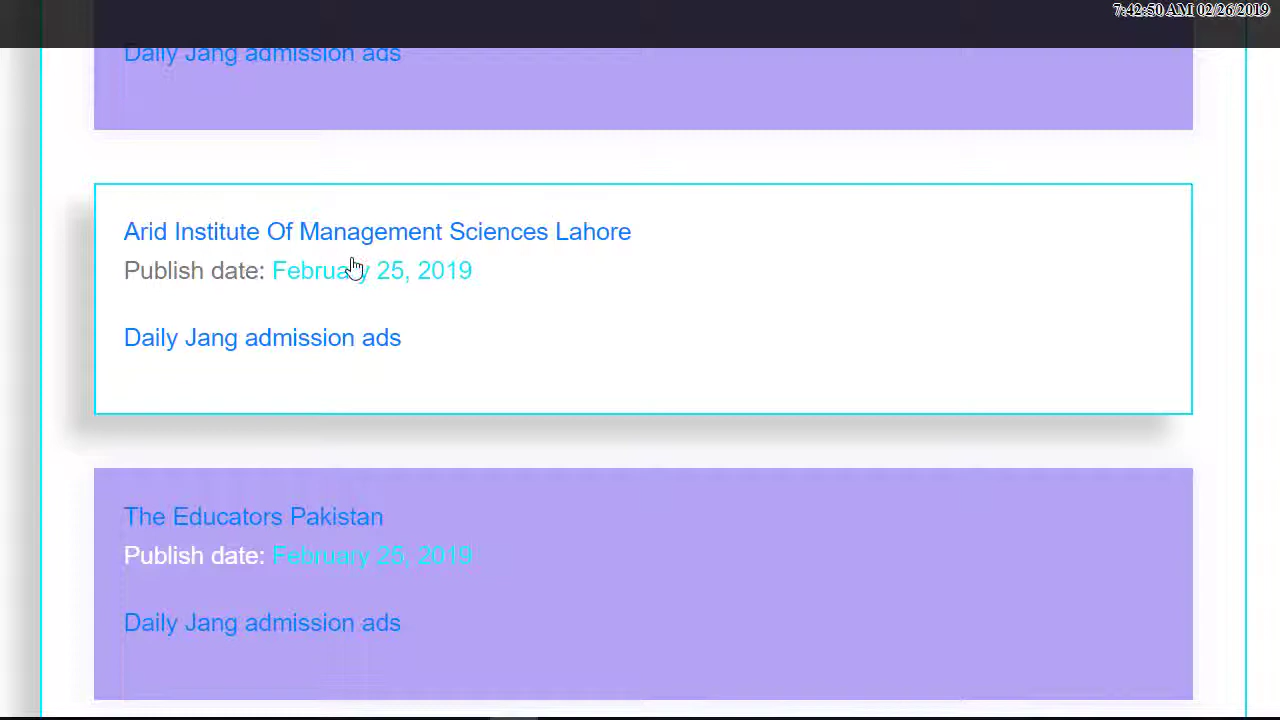 7:42:50 AM 02/26/2019
Daily Jang admission ads
Arid Institute Of Management Sciences Lahore
Publish date: February 25, 2019
Daily Jang admission ads
The Educators Pakistan
Publish date: February 25, 2019
Daily Jang admission ads